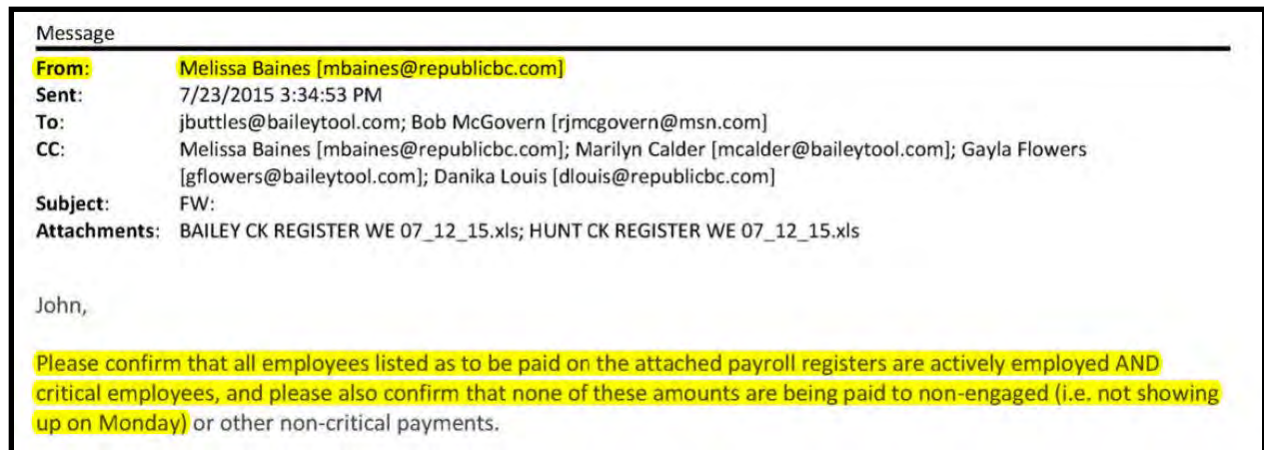 Message
From: Melissa Baines [mbaines@republicbc.com]
Sent: 7/23/2015 3:34:53 PM
To: jbuttles@baileytool.com; Bob McGovern [rjmcgovern@msn.com]
CC: Melissa Baines [mbaines@republicbc.com]; Marilyn Calder [mcalder@baileytool.com]; Gayla Flowers
[gflowers@baileytool.com]; Danika Louis [dlouis@republicbc.com]
Subject: FW:
Attachments: BAILEY CK REGISTER WE 07_12_15.xls; HUNT CK REGISTER WE 07_12_15.xls
John,
Please confirm that all employees listed as to be paid on the attached payroll registers are actively employed AND
critical employees, and please also confirm that none of these amounts are being paid to non-engaged (i.e. not showing
up on Monday) or other non-critical payments.